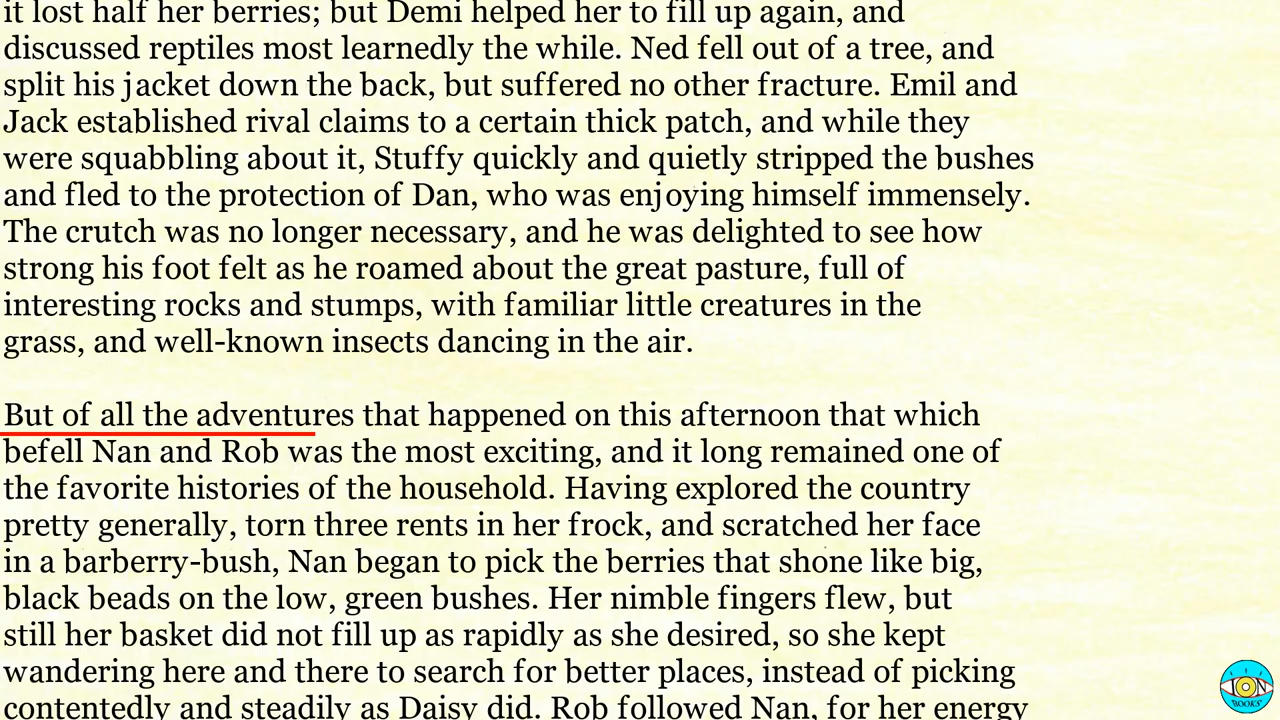 it lost half her berries; but Demi helped her to fill up again, and
discussed reptiles most learnedly the while. Ned fell out of a tree, and
split his jacket down the back, but suffered no other fracture. Emil and
Jack established rival claims to a certain thick patch, and while they
were squabbling about it, Stuffy quickly and quietly stripped the bushes
and fled to the protection of Dan, who was enjoying himself immensely.
The crutch was no longer necessary, and he was delighted to see how
strong his foot felt as he roamed about the great pasture, full of
interesting rocks and stumps, with familiar little creatures in the
grass, and well-known insects dancing in the air.
But of all the adventures that happened on this afternoon that which
befell Nan and Rob was the most exciting, and it long remained one of
the favorite histories of the household. Having explored the country
pretty generally, torn three rents in her frock, and scratched her face
in a barberry-bush, Nan began to pick the berries that shone like big,
black beads on the low, green bushes. Her nimble fingers flew, but
still her basket did not fill up as rapidly as she desired, so she kept
wandering here and there to search for better places, instead of picking
contentedly and steadily as Daisy did. Rob followed Nan, for her energy
ION
BOOKS